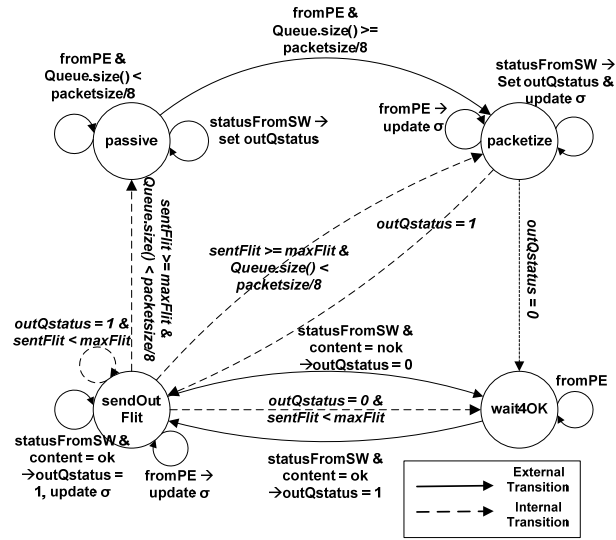 fromPE &
Queue.size() >=
packetsize/8
fromPE &
Queue.size() <
packetsize/8
statusFromSW →
set outQstatus
passive
statusFromSW →
Set outQstatus &
update σ
fromPE →
update σ
packetize
sentFlit >= maxFlit &
Queue.size() < packetsize/8
sentFlit >= maxFlit &
Queue.size() <
packetsize/8
outQstatus = 1
outQstatus = 0
outQstatus = 1 &
sentFlit < maxFlit
statusFromSW &
content = nok
→outQstatus = 0
sendOut
Flit
outQstatus = 0 &
sentFlit < maxFlit
wait4OK
fromPE
statusFromSW &
content = ok
→outQstatus =
1, update σ
fromPE →
update σ
statusFromSW &
content = ok
→outQstatus = 1
External
Transition
Internal
Transition